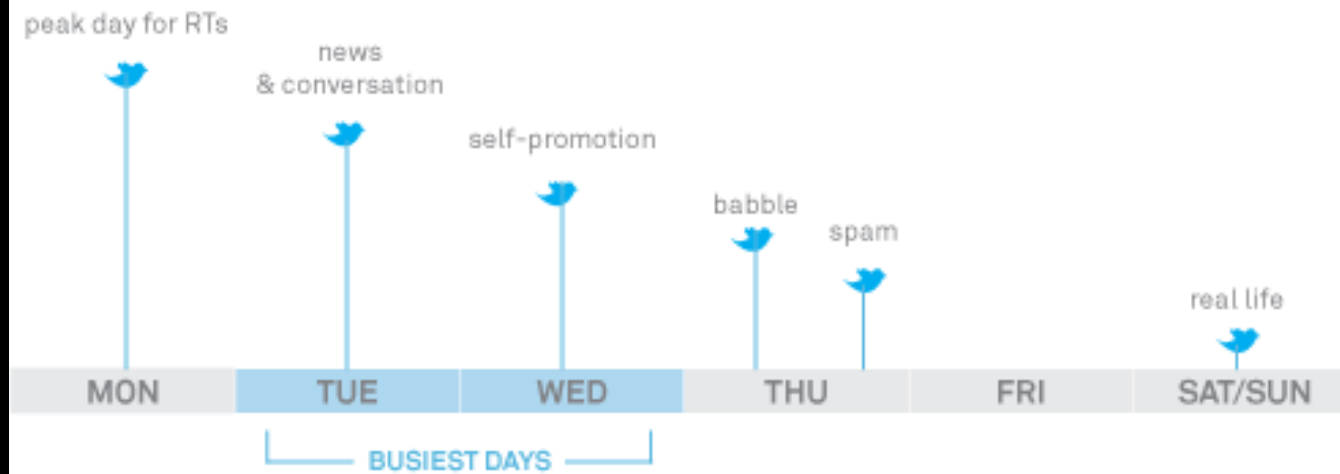 peak day for RTs
news
& conversation
self-promotion
babble
spam
real life
MON TUE WED THU FRI SAT/SUN
BUSIEST DAYS